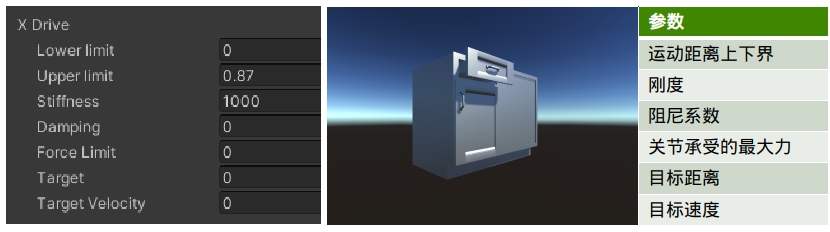 X Drive
Lower limit 0
Upper limit 0.87
Stiffness 1000
Damping 0
Force Limit 0
Target 0
Target Velocity 0
参数
运动距离上下界
刚度
阻尼系数
关节承受的最大力
目标距离
目标速度